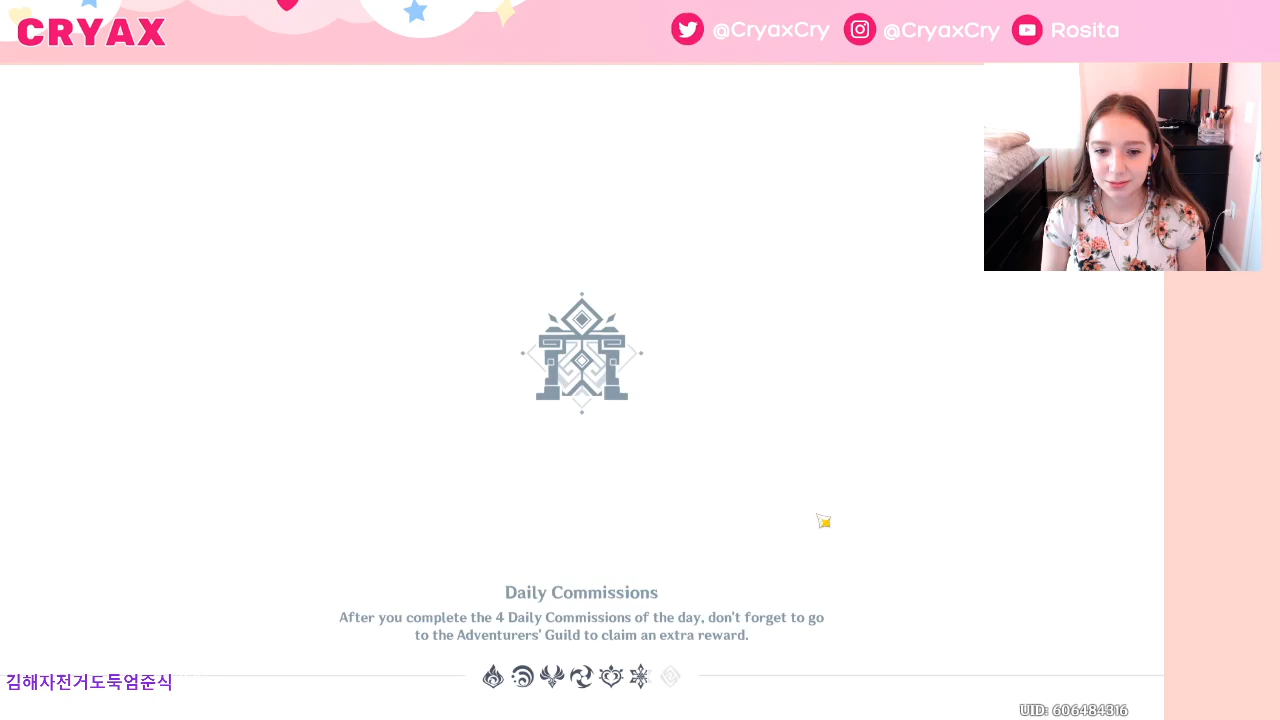 CRYAX
@CryaxCry
@CryaxCry
Rosita
Daily Commissions
After you complete the 4 Daily Commissions of the day, don't forget to go
to the Adventurers' Guild to claim an extra reward.
김해자전거도둑엄준식
UID: 606484316